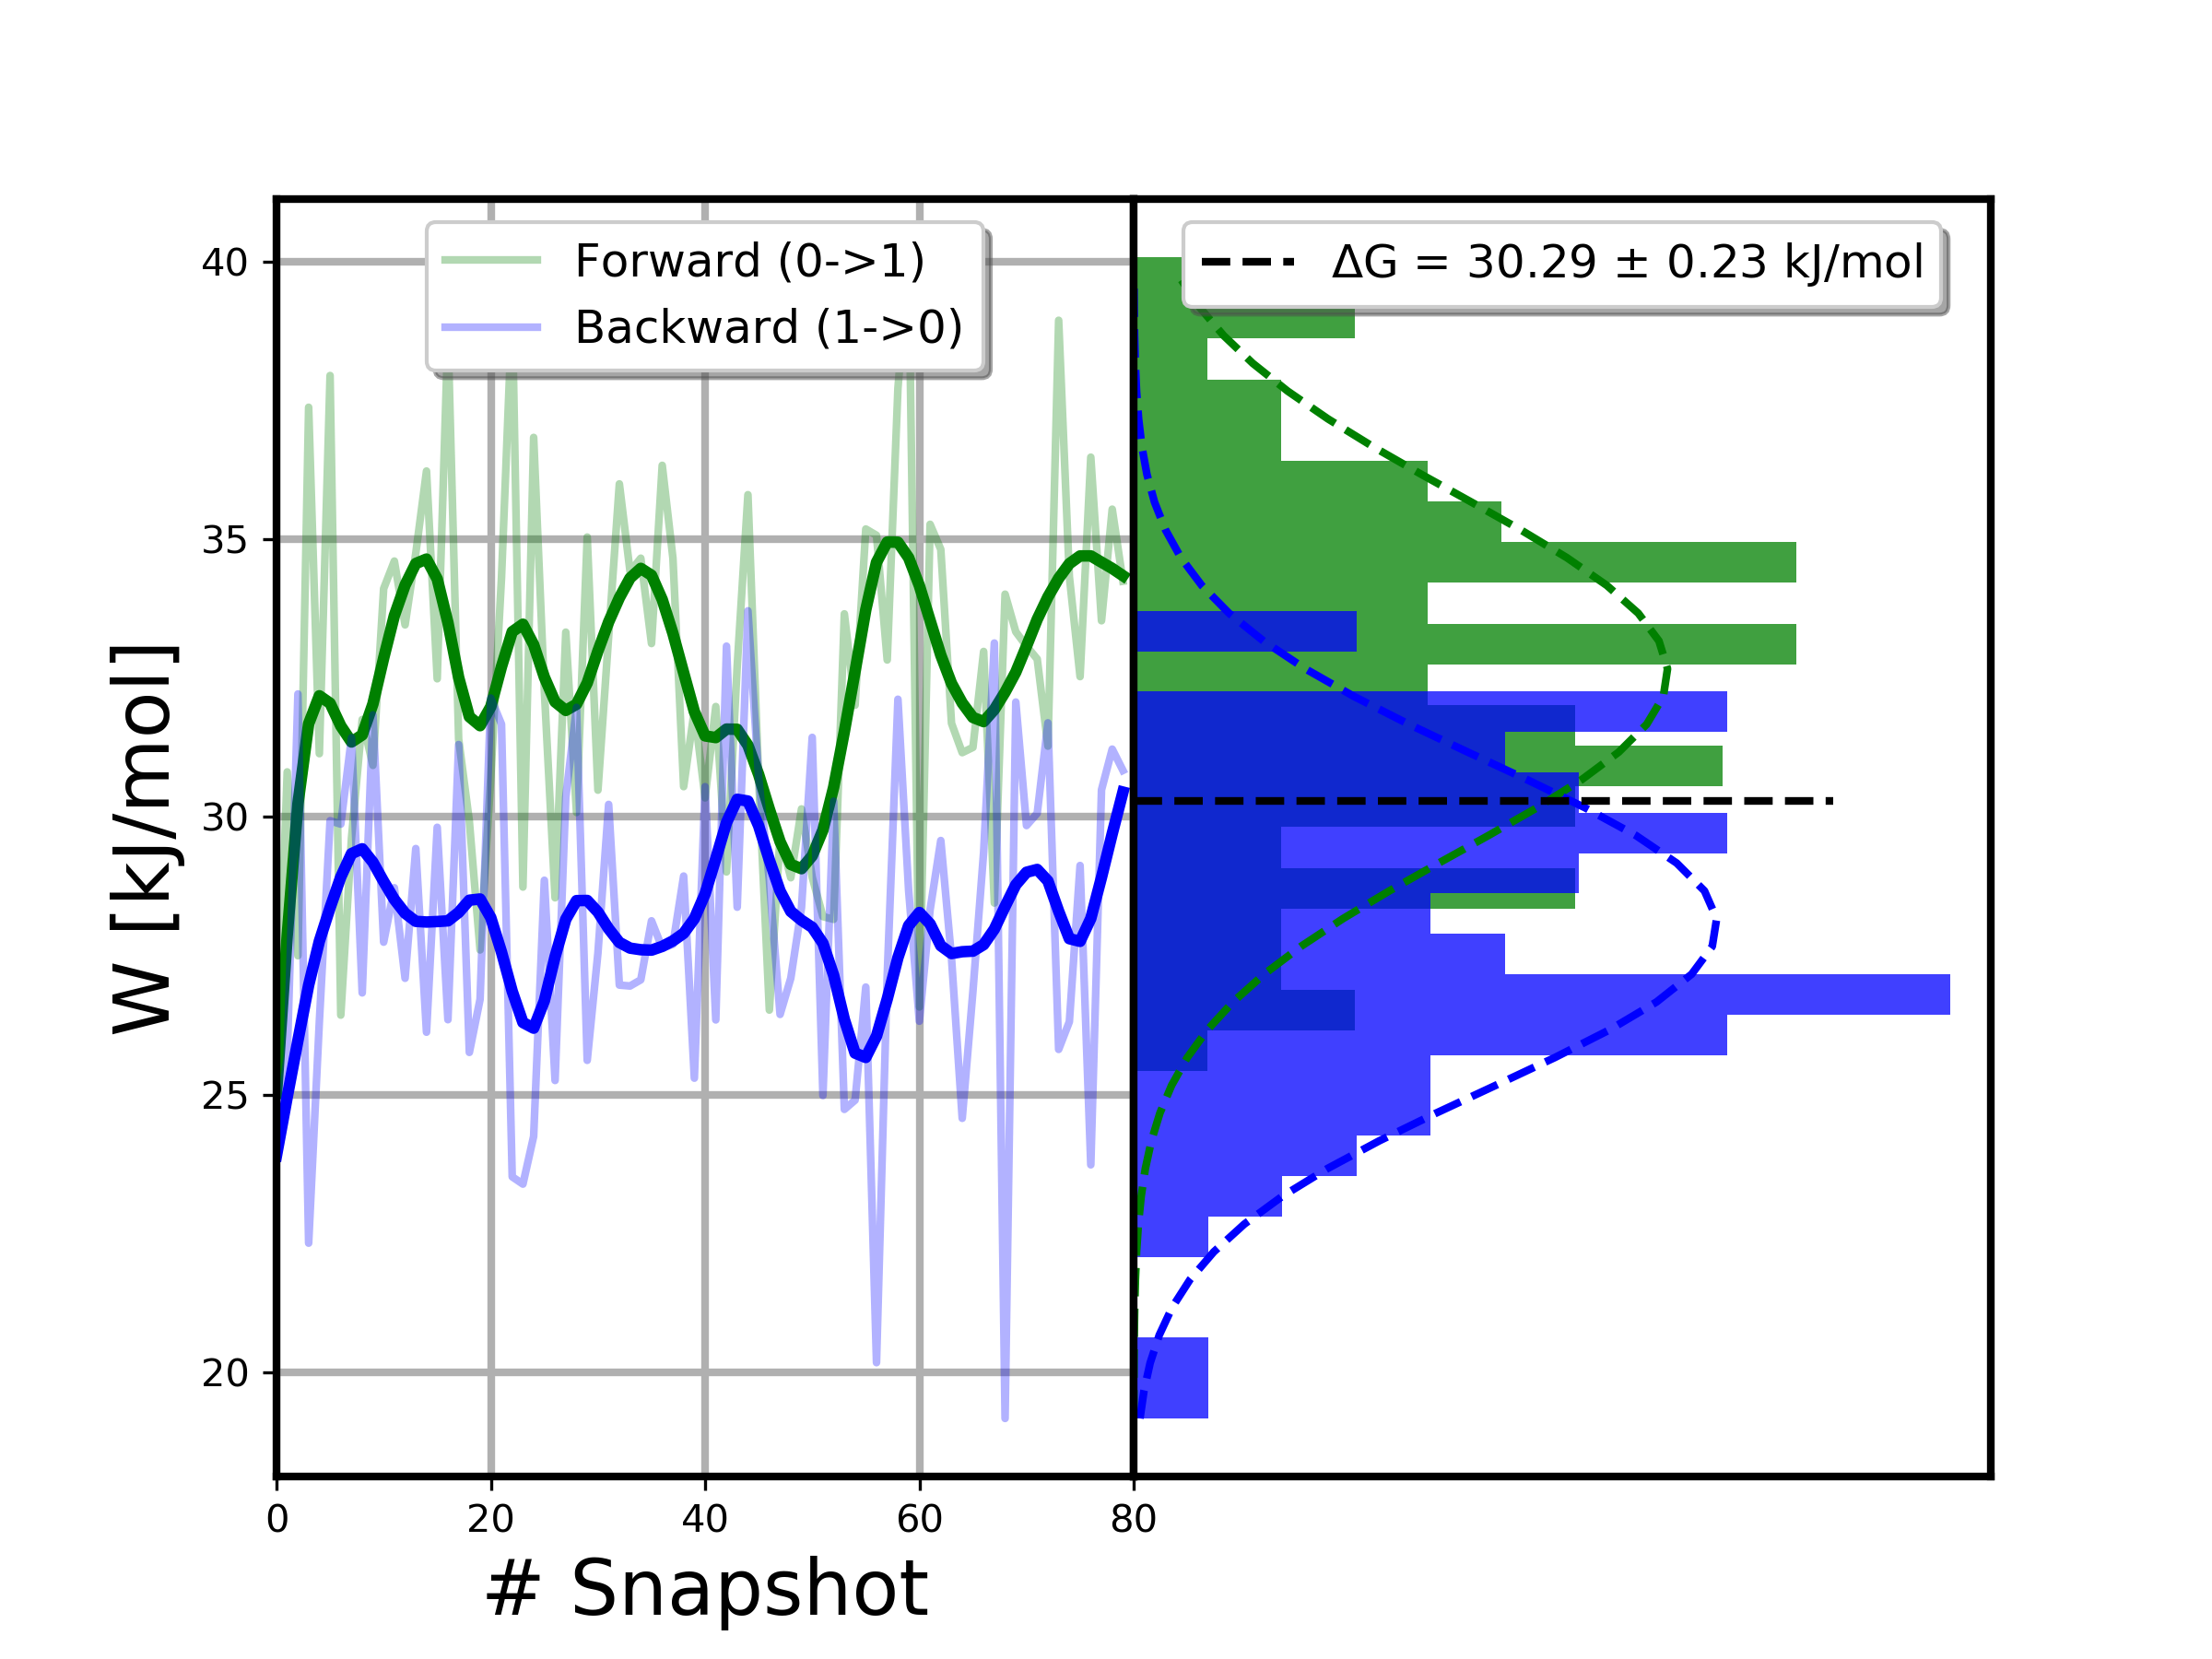 Forward (0->1)
Backward (1->0)
ΔG = 30.29 ± 0.23 kJ/mol
W [kJ/mol]
40
35
30
25
20
0 20 40 60 80
# Snapshot